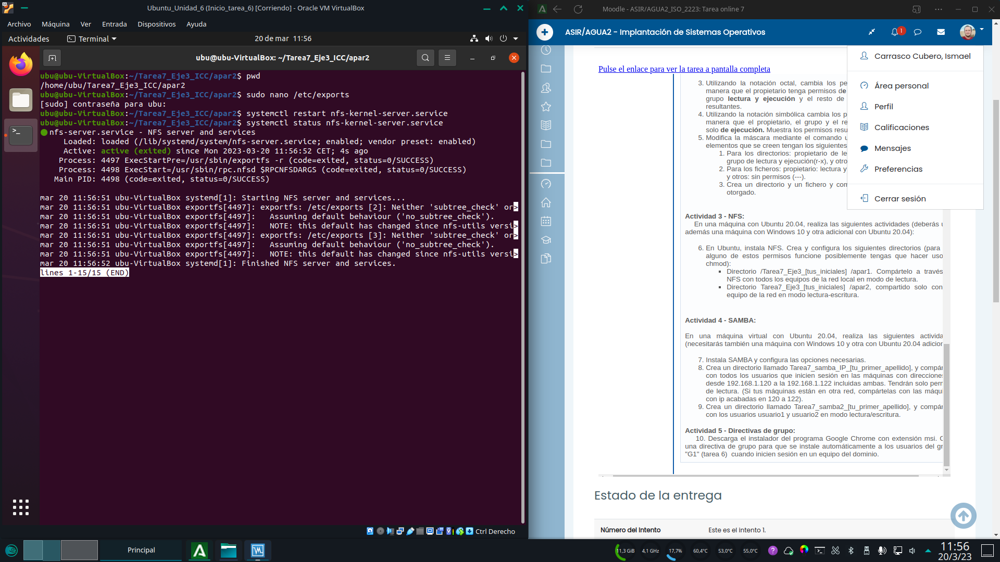 Ubuntu_Unidad_6 (Inicio_tarea_6) [Corriendo] - Oracle VM VirtualBox
Archivo Máquina Ver Entrada Dispositivos Ayuda
Actividades Terminal 20 de mar 11:56
ubu@ubu-VirtualBox: ~/Tarea7_Eje3_ICC/apar2
ubu@ubu-VirtualBox:~/Tarea7_Eje3_ICC/apar2$ pwd
/home/ubu/Tarea7_Eje3_ICC/apar2
ubu@ubu-VirtualBox:~/Tarea7_Eje3_ICC/apar2$ sudo nano /etc/exports
[sudo] contraseña para ubu:
ubu@ubu-VirtualBox:~/Tarea7_Eje3_ICC/apar2$ systemctl restart nfs-kernel-server.service
ubu@ubu-VirtualBox:~/Tarea7_Eje3_ICC/apar2$ systemctl status nfs-kernel-server.service
nfs-server.service - NFS server and services
Loaded: loaded (/lib/systemd/system/nfs-server.service; enabled; vendor preset: enabled)
Active: active (exited) since Mon 2023-03-20 11:56:52 CET; 4s ago
Process: 4497 ExecStartPre=/usr/sbin/exportfs -r (code=exited, status=0/SUCCESS)
Process: 4498 ExecStart=/usr/sbin/rpc.nfsd $RPCNFSDARGS (code=exited, status=0/SUCCESS)
Main PID: 4498 (code=exited, status=0/SUCCESS)
mar 20 11:56:51 ubu-VirtualBox systemd[1]: Starting NFS server and services...
mar 20 11:56:51 ubu-VirtualBox exportfs[4497]: exportfs: /etc/exports [2]: Neither 'subtree_check' or>
mar 20 11:56:51 ubu-VirtualBox exportfs[4497]: Assuming default behaviour ('no_subtree_check').
mar 20 11:56:51 ubu-VirtualBox exportfs[4497]: NOTE: this default has changed since nfs-utils versi>
mar 20 11:56:51 ubu-VirtualBox exportfs[4497]: exportfs: /etc/exports [3]: Neither 'subtree_check' or>
mar 20 11:56:51 ubu-VirtualBox exportfs[4497]: Assuming default behaviour ('no_subtree_check').
mar 20 11:56:51 ubu-VirtualBox exportfs[4497]: NOTE: this default has changed since nfs-utils versi>
mar 20 11:56:52 ubu-VirtualBox systemd[1]: Finished NFS server and services.
lines 1-15/15 (END)
Ctrl Derecho
Moodle - ASIR/AGUA2_ISO_2223: Tarea online 7
ASIR/AGUA2 - Implantación de Sistemas Operativos
1
Carrasco Cubero, Ismael
Área personal
Perfil
Calificaciones
Mensajes
Preferencias
Cerrar sesión
Pulse el enlace para ver la tarea a pantalla completa
3. Utilizando la notación octal, cambia los pe
manera que el propietario tenga permisos de
grupo lectura y ejecución y el resto de
resultantes.
4. Utilizando la notación simbólica cambia los p
manera que el propietario, el grupo y el re
solo de ejecución. Muestra los permisos resu
5. Modifica la máscara mediante el comando u
elementos que se creen tengan los siguientes
1. Para los directorios: propietario de le
grupo de lectura y ejecución(r-x), y otro
2. Para los ficheros: propietario: lectura y
y otros: sin permisos (---).
3. Crea un directorio y un fichero y com
otorgado.
Actividad 3 - NFS:
En una máquina con Ubuntu 20.04, realiza las siguientes actividades (deberás u
además una máquina con Windows 10 y otra adicional con Ubuntu 20.04):
6. En Ubuntu, instala NFS. Crea y configura los siguientes directorios (para
alguno de estos permisos funcione posiblemente tengas que hacer uso
chmod):
Directorio /Tarea7_Eje3_[tus_iniciales] /apar1. Compártelo a través
NFS con todos los equipos de la red local en modo de lectura.
Directorio Tarea7_Eje3_[tus_iniciales] /apar2, compartido solo con
equipo de la red en modo lectura-escritura.
Actividad 4 - SAMBA:
En una máquina virtual con Ubuntu 20.04, realiza las siguientes activida
(necesitarás también una máquina con Windows 10 y otra con Ubuntu 20.04 adicior
7. Instala SAMBA y configura las opciones necesarias.
8. Crea un directorio llamado Tarea7_samba_IP_[tu_primer_apellido], y compár
con todos los usuarios que inicien sesión en las máquinas con direccione
desde 192.168.1.120 a la 192.168.1.122 incluidas ambas. Tendrán solo perr
de lectura. (Si tus máquinas están en otra red, compártelas con las máqu
con ip acabadas en 120 a 122).
9. Crea un directorio llamado Tarea7_samba2_[tu_primer_apellido], y compár
con los usuarios usuario1 y usuario2 en modo lectura/escritura.
Actividad 5 - Directivas de grupo:
10. Descarga el instalador del programa Google Chrome con extensión msi. C
una directiva de grupo para que se instale automáticamente a los usuarios del gr
"G1" (tarea 6) cuando inicien sesión en un equipo del dominio.
Estado de la entrega
Número del Intento Este es el intento 1.
Principal
11,3 GiB 4,1 GHz 17,7% 60,4°C 53,0°C 55,0°C
11:56
20/3/23